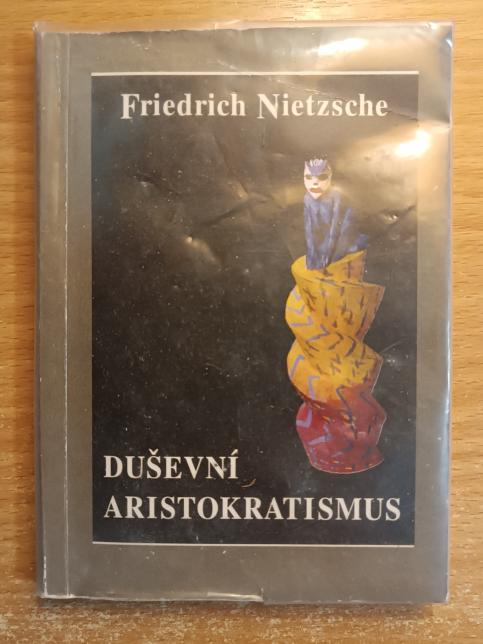 Friedrich Nietzsche
DUŠEVNÍ
ARISTOKRATISMUS